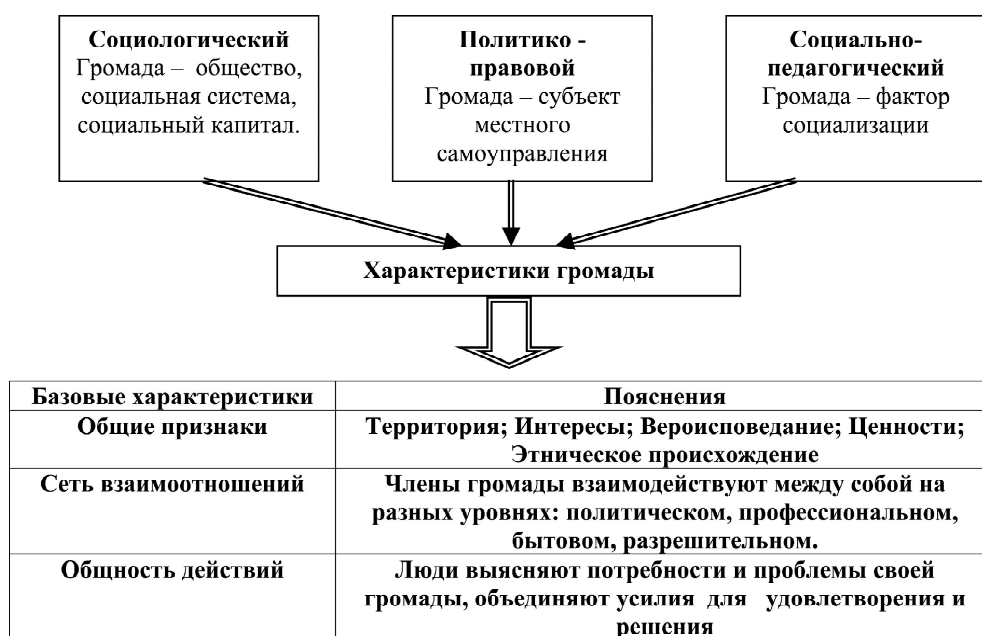 Социологический
Громада – общество,
социальная система,
социальный капитал.
Политико -
правовой
Громада – субъект
местного
самоуправления
Социально-
педагогический
Громада – фактор
социализации
Характеристики громады
Базовые характеристики
Пояснения
Общие признаки
Территория; Интересы; Вероисповедание; Ценности;
Этническое происхождение
Сеть взаимоотношений
Члены громады взаимодействуют между собой на
разных уровнях: политическом, профессиональном,
бытовом, разрешительном.
Общность действий
Люди выясняют потребности и проблемы своей
громады, объединяют усилия для удовлетворения и
решения